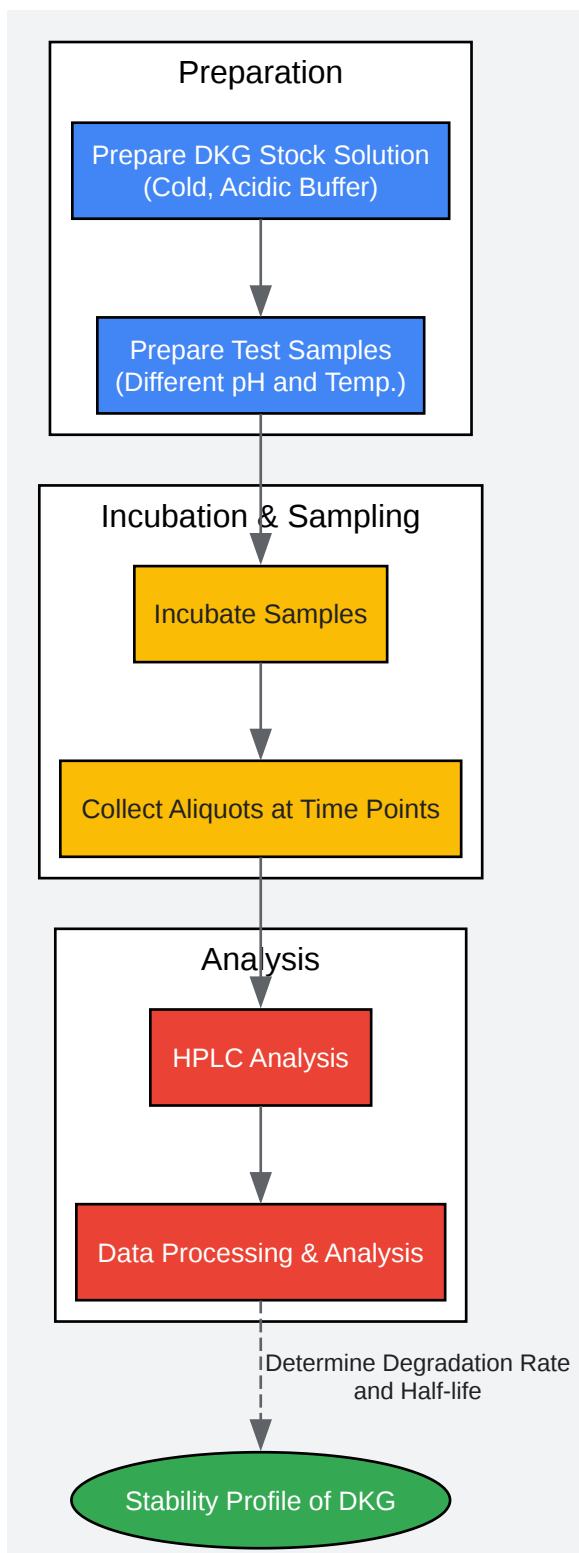 Preparation
Prepare DKG Stock Solution
(Cold, Acidic Buffer)
Prepare Test Samples
(Different pH and Temp.)
Incubation & Sampling
Incubate Samples
Collect Aliquots at Time Points
Analysis
HPLC Analysis
Data Processing & Analysis
Determine Degradation Rate
and Half-life
Stability Profile of DKG